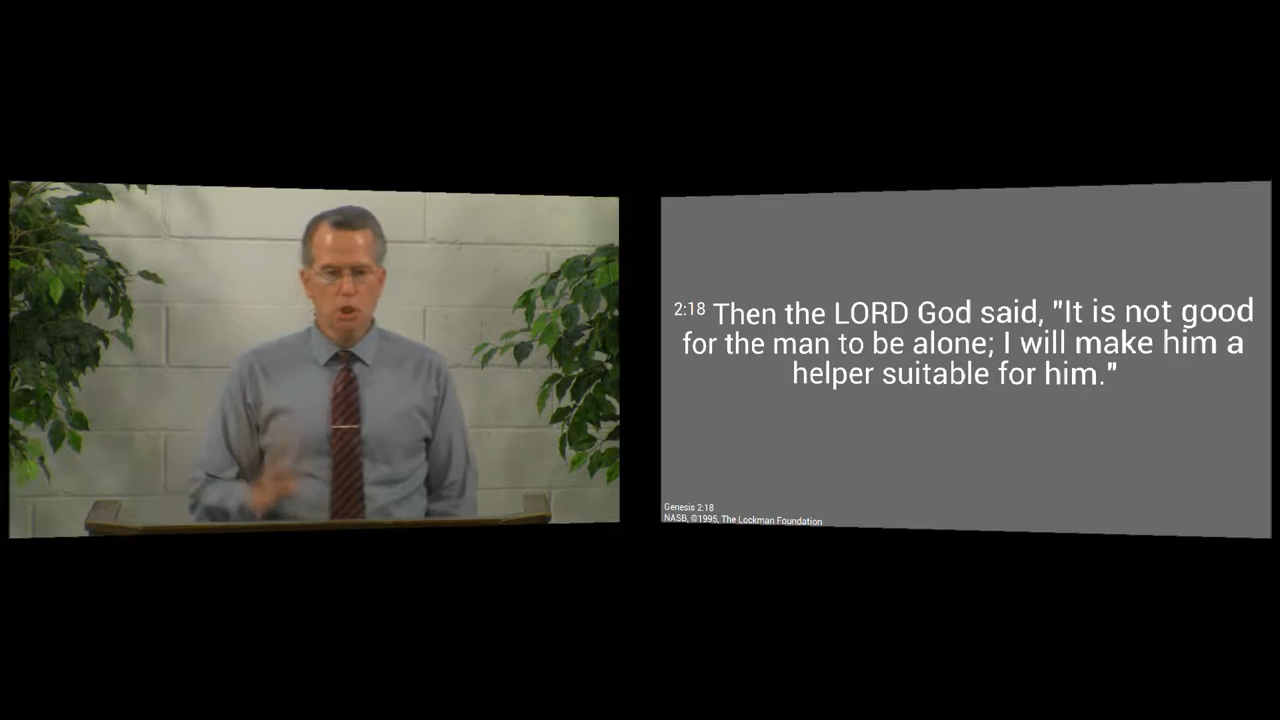 2:18 Then the LORD God said, "It is not good
for the man to be alone; I will make him a
helper suitable for him."
Genesis 2:18
NASB, ©1995, The Lockman Foundation